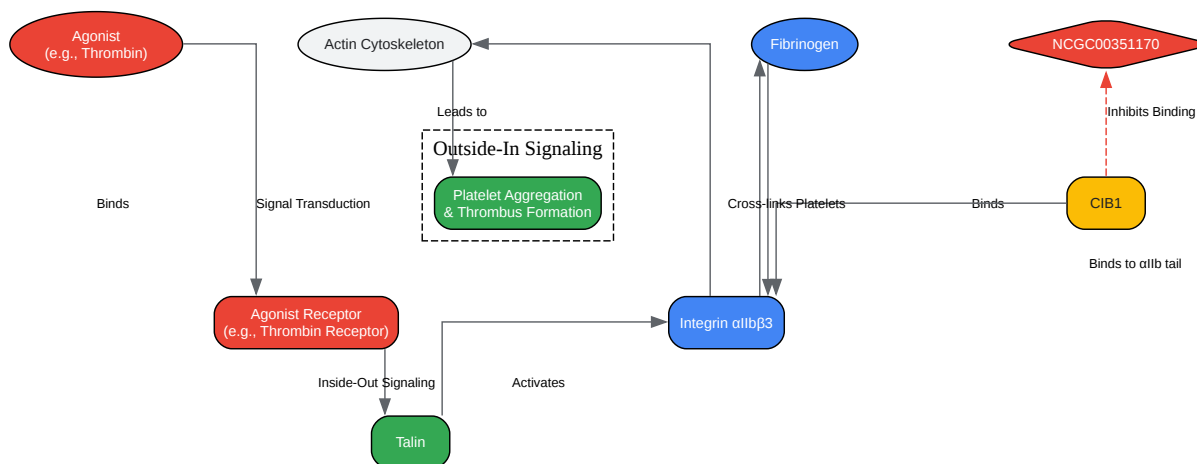 Agonist
(e.g., Thrombin)
Actin Cytoskeleton
Fibrinogen
NCGC00351170
Leads to
Inhibits Binding
Outside-In Signaling
Platelet Aggregation
& Thrombus Formation
Binds
Signal Transduction
Cross-links Platelets
Binds
CIB1
Binds to αIIb tail
Agonist Receptor
(e.g., Thrombin Receptor)
Integrin αIIbβ3
Inside-Out Signaling
Activates
Talin